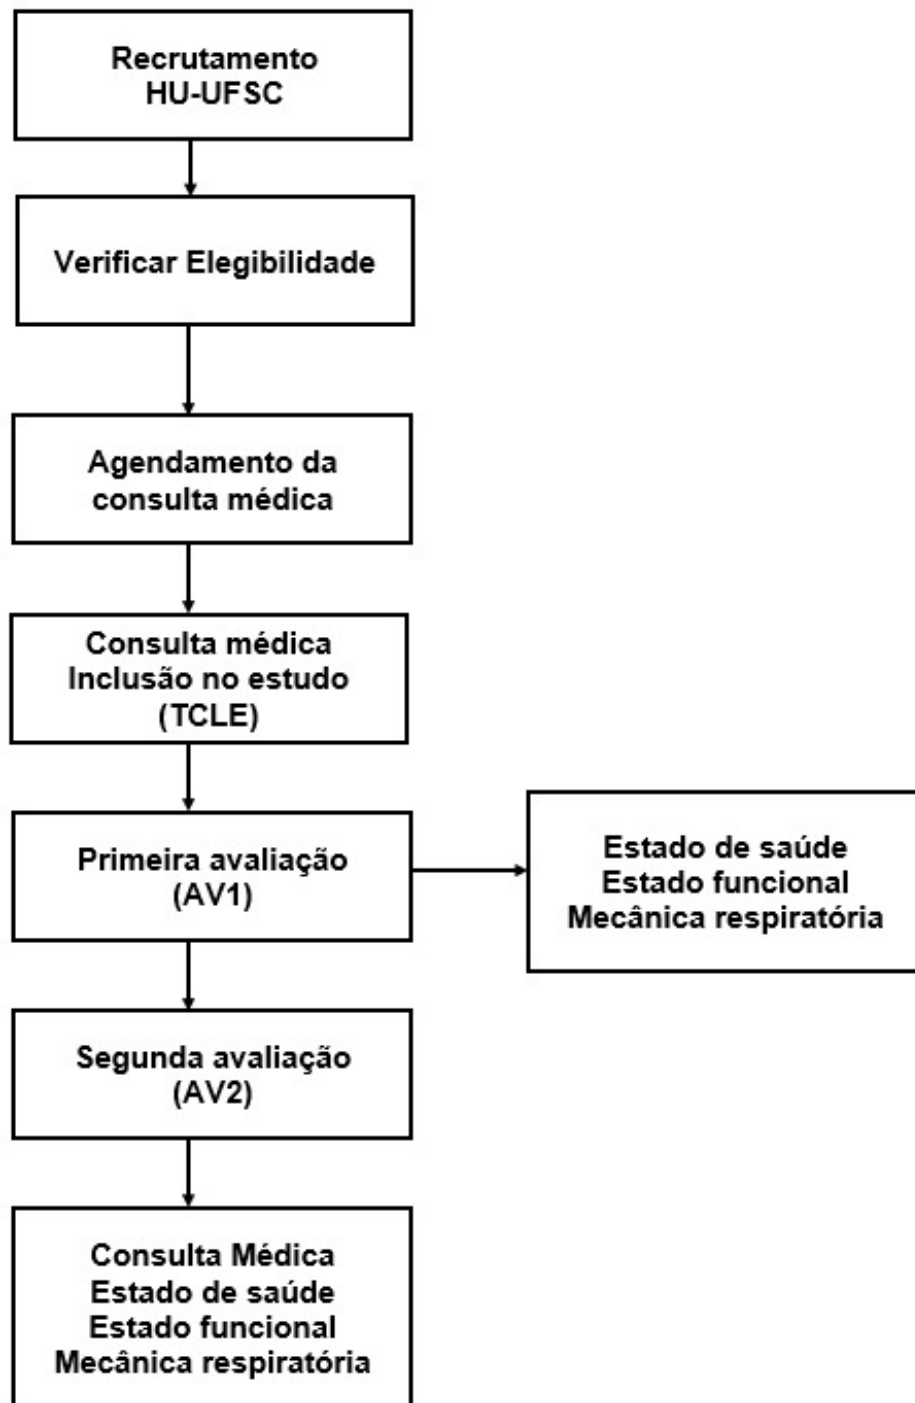 Recrutamento
HU-UFSC
Verificar Elegibilidade
Agendamento da
consulta médica
Consulta médica
Inclusão no estudo
(TCLE)
Primeira avaliação
(AV1)
Estado de saúde
Estado funcional
Mecânica respiratória
Segunda avaliação
(AV2)
Consulta Médica
Estado de saúde
Estado funcional
Mecânica respiratória